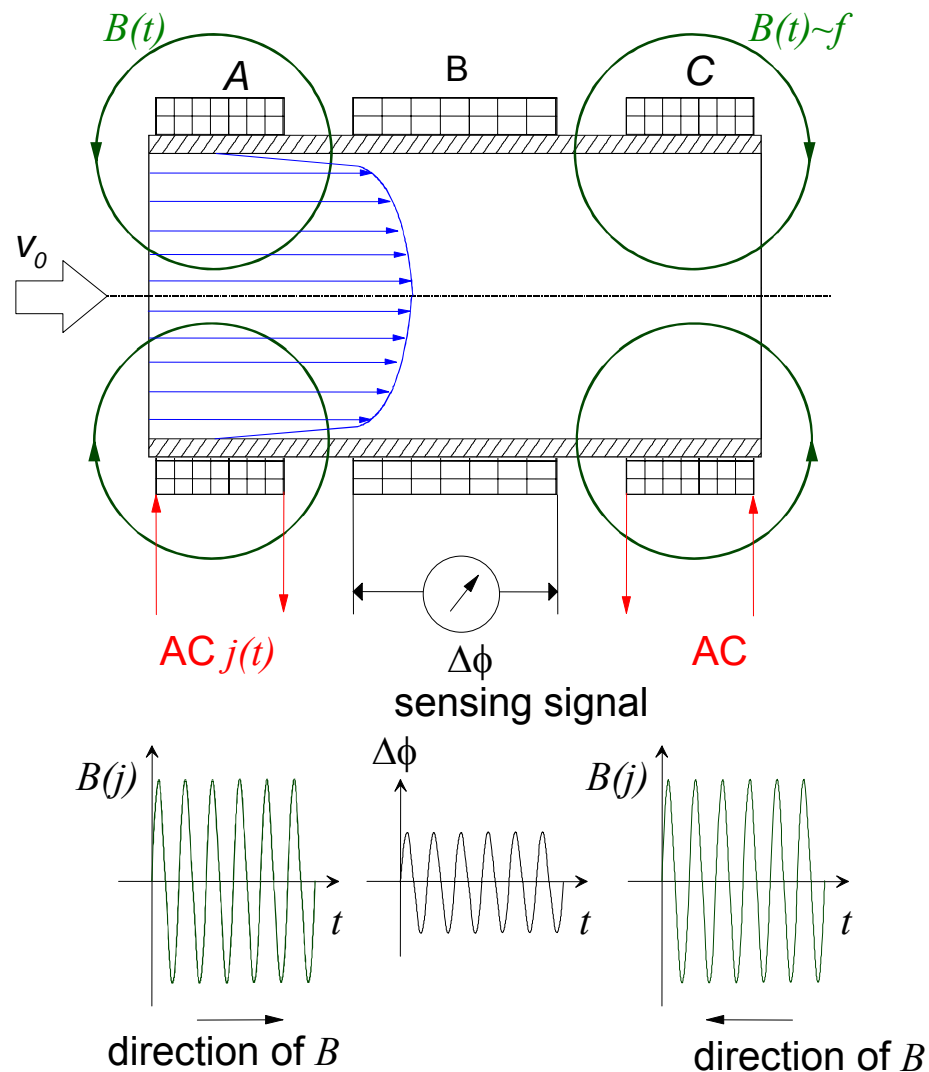 B(t)
B(t)~f
A
B
C
v₀
AC j(t)
AC
Δϕ
sensing signal
B(j)
Δϕ
B(j)
t
t
t
direction of B
direction of B